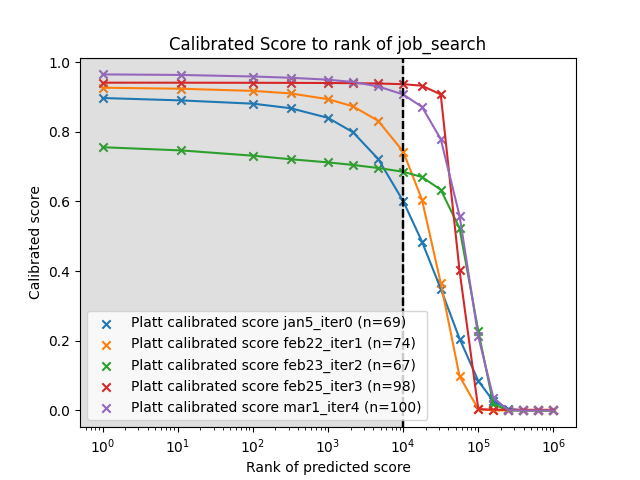 Calibrated Score to rank of job_search
Calibrated score
1.0
0.8
0.6
0.4
0.2
0.0
Platt calibrated score jan5_iter0 (n=69)
Platt calibrated score feb22_iter1 (n=74)
Platt calibrated score feb23_iter2 (n=67)
Platt calibrated score feb25_iter3 (n=98)
Platt calibrated score mar1_iter4 (n=100)
10⁰ 10¹ 10² 10³ 10⁴ 10⁵ 10⁶
Rank of predicted score